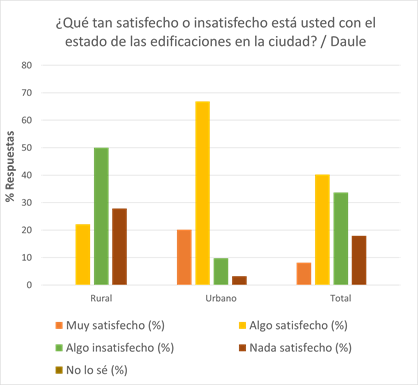 ¿Qué tan satisfecho o insatisfecho está usted con el
estado de las edificaciones en la ciudad? / Daule
% Respuestas
80
70
60
50
40
30
20
10
0
Rural Urbano Total
Muy satisfecho (%) Algo satisfecho (%)
Algo insatisfecho (%) Nada satisfecho (%)
No lo sé (%)